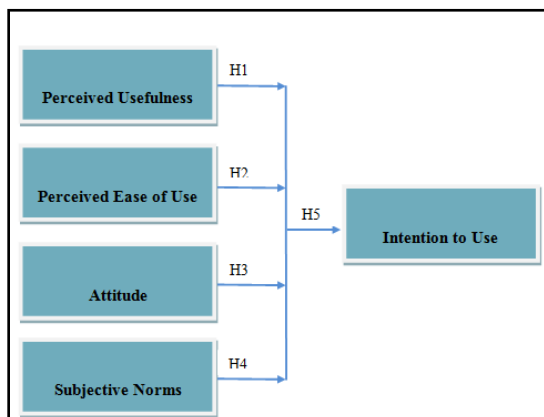 H1
Perceived Usefulness
H2
Perceived Ease of Use
H5
Intention to Use
H3
Attitude
H4
Subjective Norms